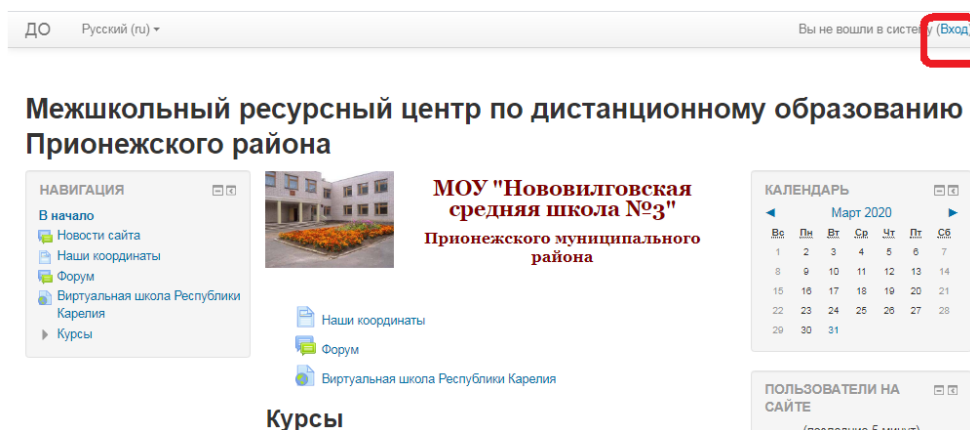 ДО Русский (ru) Вы не вошли в систему (Вход)
Межшкольный ресурсный центр по дистанционному образованию
Прионежского района
НАВИГАЦИЯ
В начало
Новости сайта
Наши координаты
Форум
Виртуальная школа Республики
Карелия
Курсы
МОУ "Нововилговская
средняя школа №3"
Прионежского муниципального
района
Наши координаты
Форум
Виртуальная школа Республики Карелия
Курсы
КАЛЕНДАРЬ
◄ Март 2020 ►
Вс Пн Вт Ср Чт Пт Сб
1 2 3 4 5 6 7
8 9 10 11 12 13 14
15 16 17 18 19 20 21
22 23 24 25 26 27 28
29 30 31
ПОЛЬЗОВАТЕЛИ НА
САЙТЕ
(последние 5 минут)